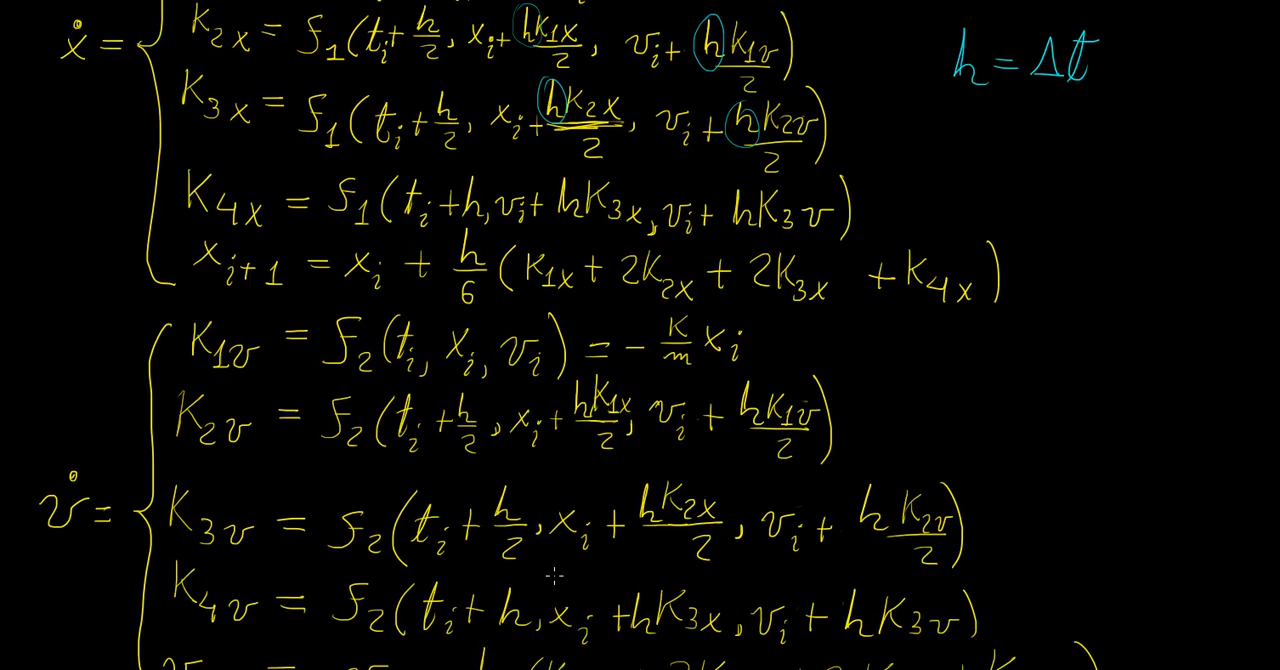 K₂ₓ = f₁(tᵢ + h/2, xᵢ + hK₁ₓ/2, vᵢ + hK₁ᵥ/2)
h = Δt
ẋ =
K₃ₓ = f₁(tᵢ + h/2, xᵢ + hK₂ₓ/2, vᵢ + hK₂ᵥ/2)
K₄ₓ = f₁(tᵢ + h, vᵢ + hK₃ₓ, vᵢ + hK₃ᵥ)
xᵢ₊₁ = xᵢ + h/6 (K₁ₓ + 2K₂ₓ + 2K₃ₓ + K₄ₓ)
K₁ᵥ = f₂(tᵢ, xᵢ, vᵢ) = - K/m xᵢ
K₂ᵥ = f₂(tᵢ + h/2, xᵢ + hK₁ₓ/2, vᵢ + hK₁ᵥ/2)
v̇ =
K₃ᵥ = f₂(tᵢ + h/2, xᵢ + hK₂ₓ/2, vᵢ + hK₂ᵥ/2)
K₄ᵥ = f₂(tᵢ + h, xᵢ + hK₃ₓ, vᵢ + hK₃ᵥ)